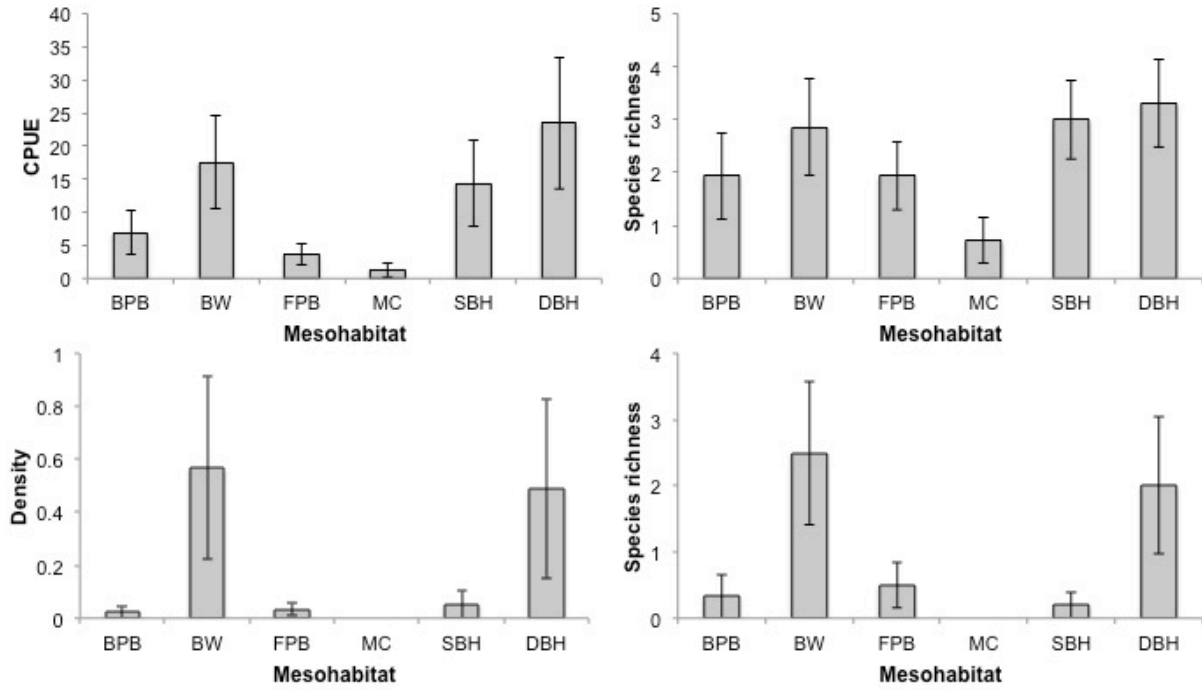 CPUE
40
35
30
25
20
15
10
5
0
BPB BW FPB MC SBH DBH
Mesohabitat
Species richness
5
4
3
2
1
0
BPB BW FPB MC SBH DBH
Mesohabitat
Density
1
0.8
0.6
0.4
0.2
0
BPB BW FPB MC SBH DBH
Mesohabitat
Species richness
4
3
2
1
0
BPB BW FPB MC SBH DBH
Mesohabitat